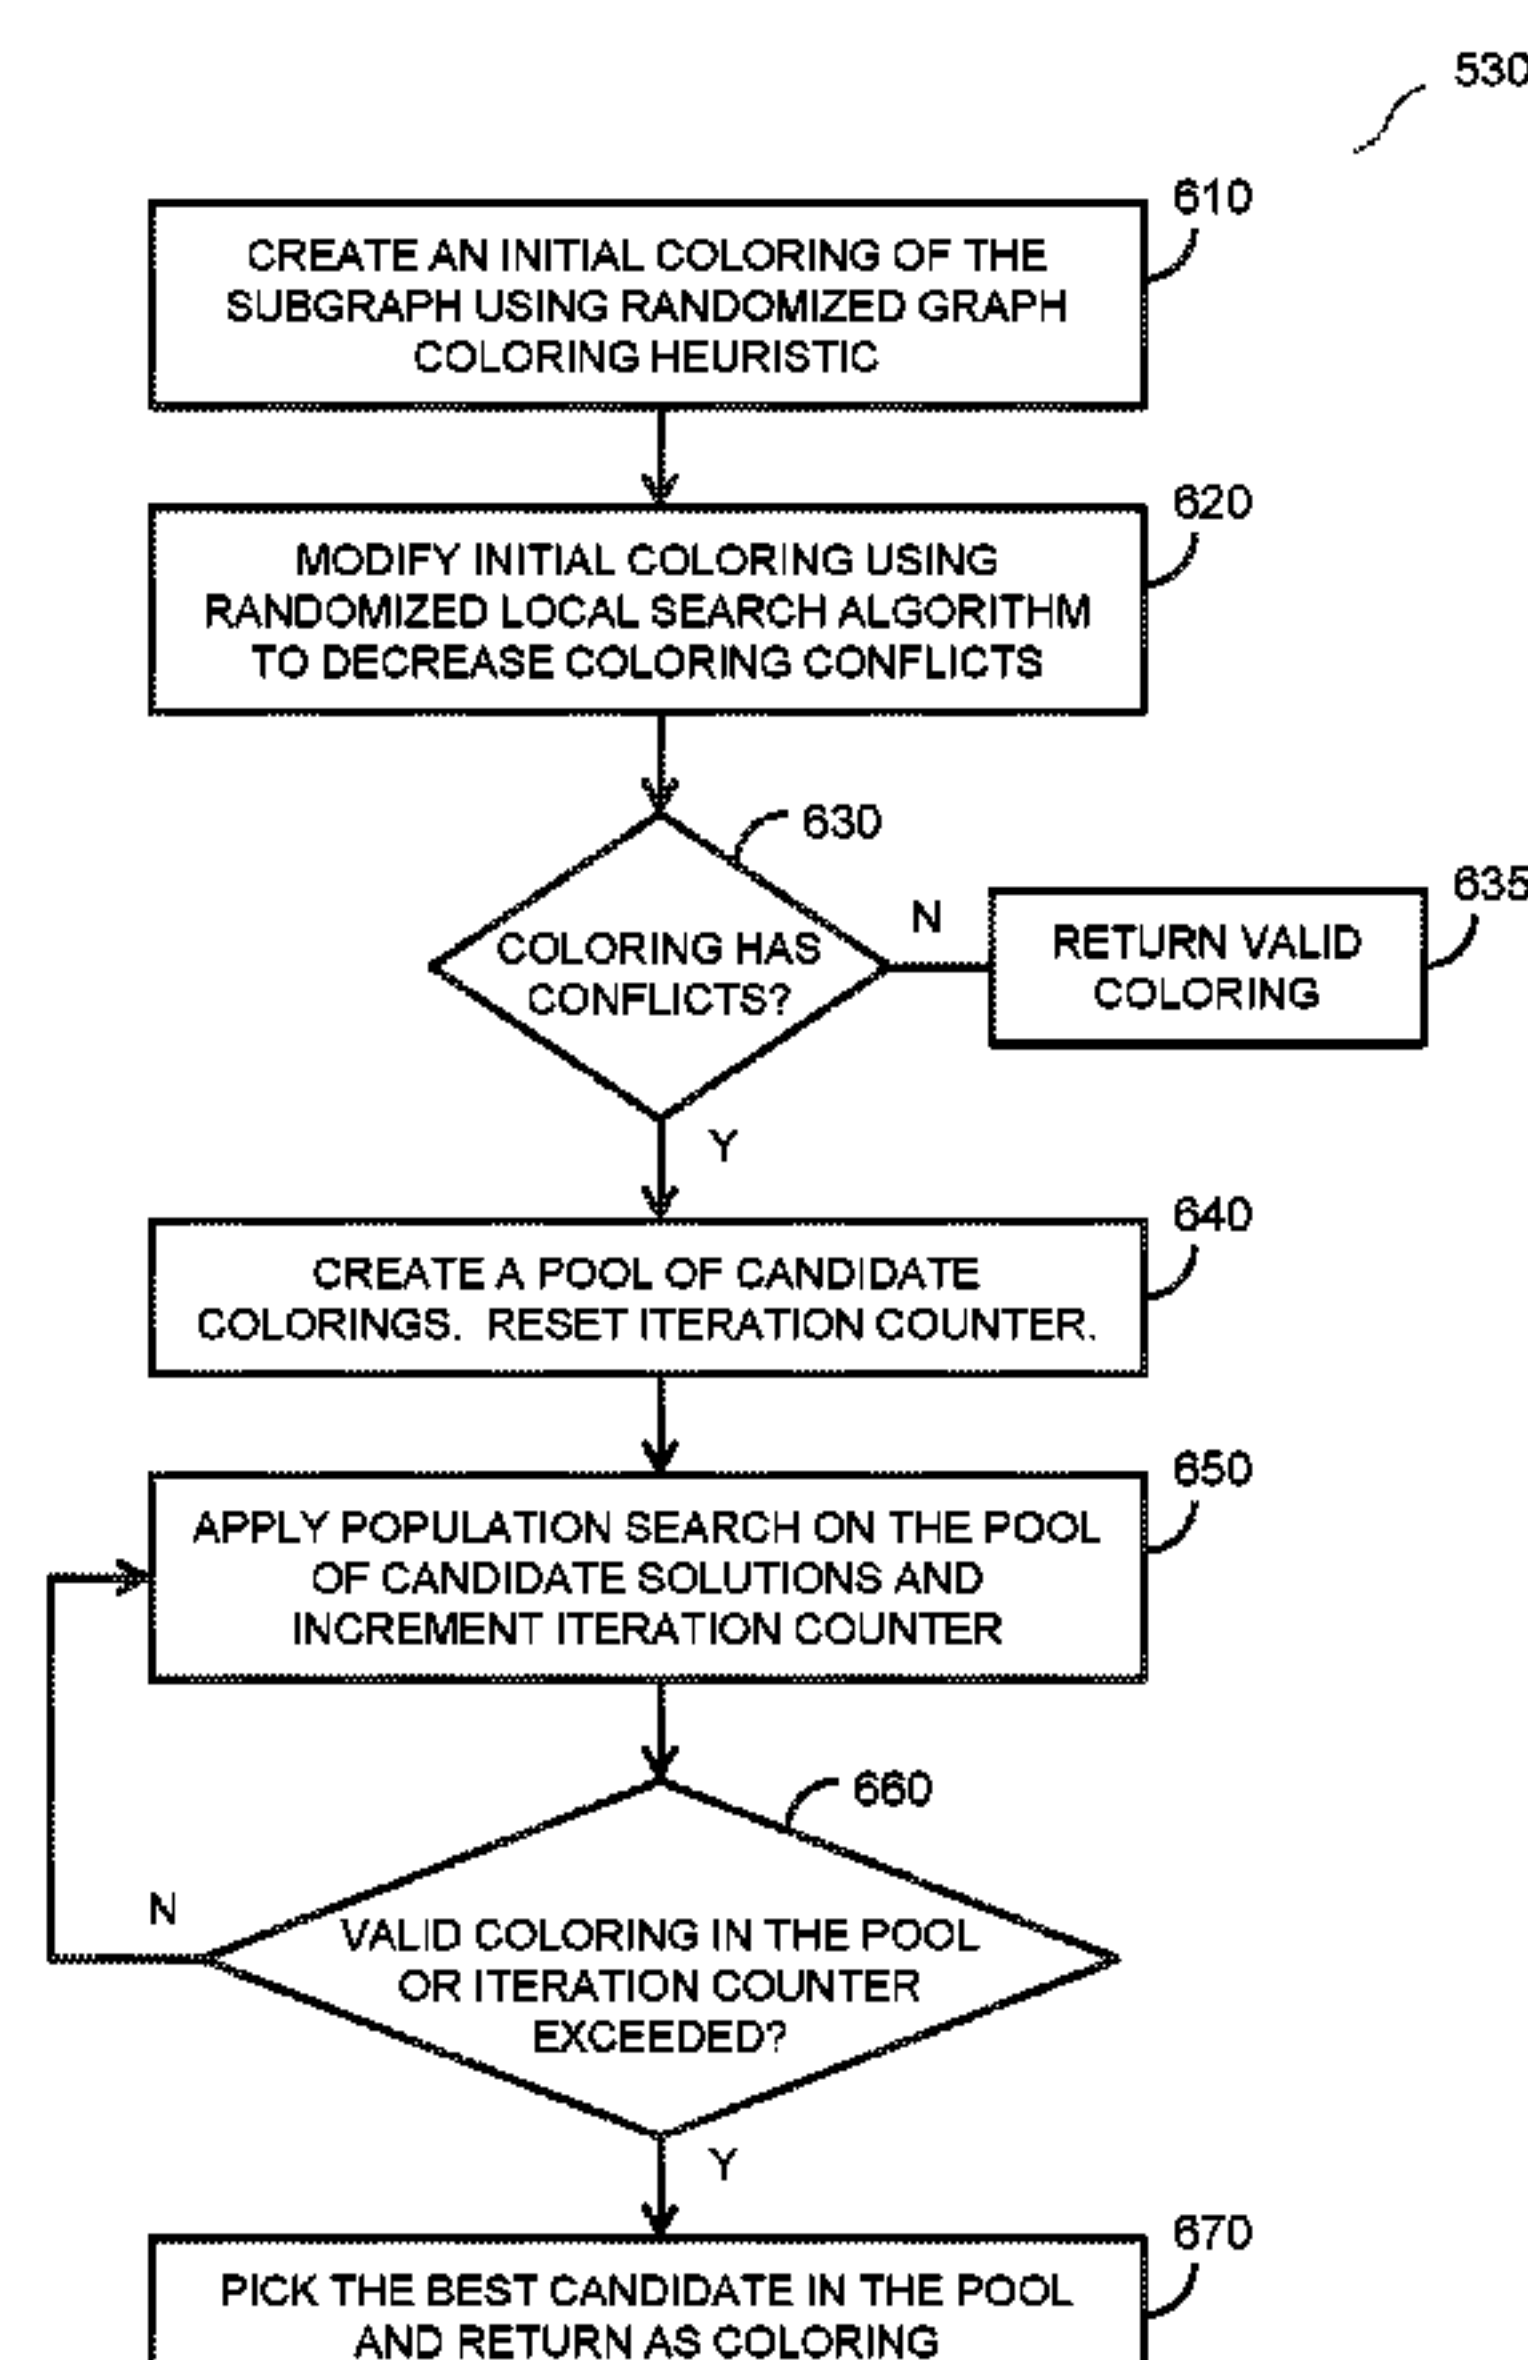 530
610
CREATE AN INITIAL COLORING OF THE
SUBGRAPH USING RANDOMIZED GRAPH
COLORING HEURISTIC
620
MODIFY INITIAL COLORING USING
RANDOMIZED LOCAL SEARCH ALGORITHM
TO DECREASE COLORING CONFLICTS
630
COLORING HAS
CONFLICTS?
N
635
RETURN VALID
COLORING
Y
640
CREATE A POOL OF CANDIDATE
COLORINGS.  RESET ITERATION COUNTER.
650
APPLY POPULATION SEARCH ON THE POOL
OF CANDIDATE SOLUTIONS AND
INCREMENT ITERATION COUNTER
660
N
VALID COLORING IN THE POOL
OR ITERATION COUNTER
EXCEEDED?
Y
670
PICK THE BEST CANDIDATE IN THE POOL
AND RETURN AS COLORING